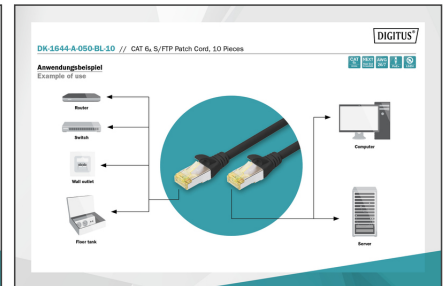 DIGITUS®
DK-1644-A-050-BL-10 // CAT 6A S/FTP Patch Cord, 10 Pieces
Anwendungsbeispiel
Example of use
Router
Switch
Wall outlet
Floor tank
Computer
Server